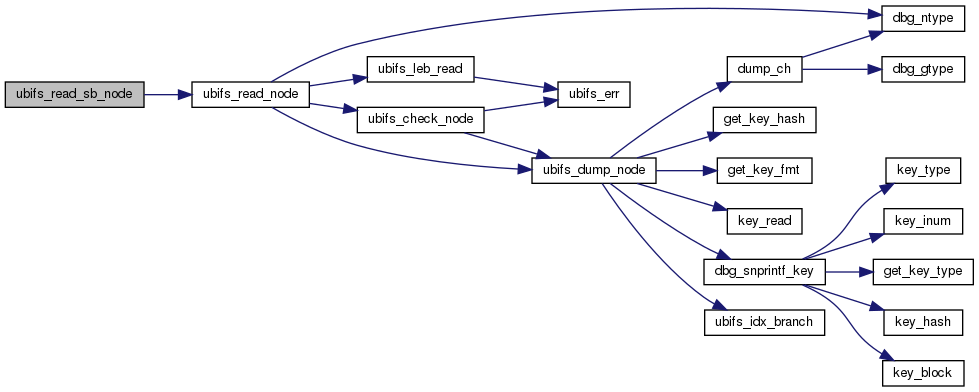 ubifs_read_sb_node
ubifs_read_node
ubifs_leb_read
ubifs_check_node
ubifs_err
ubifs_dump_node
dump_ch
dbg_ntype
dbg_gtype
get_key_hash
get_key_fmt
key_read
dbg_snprintf_key
ubifs_idx_branch
key_type
key_inum
get_key_type
key_hash
key_block